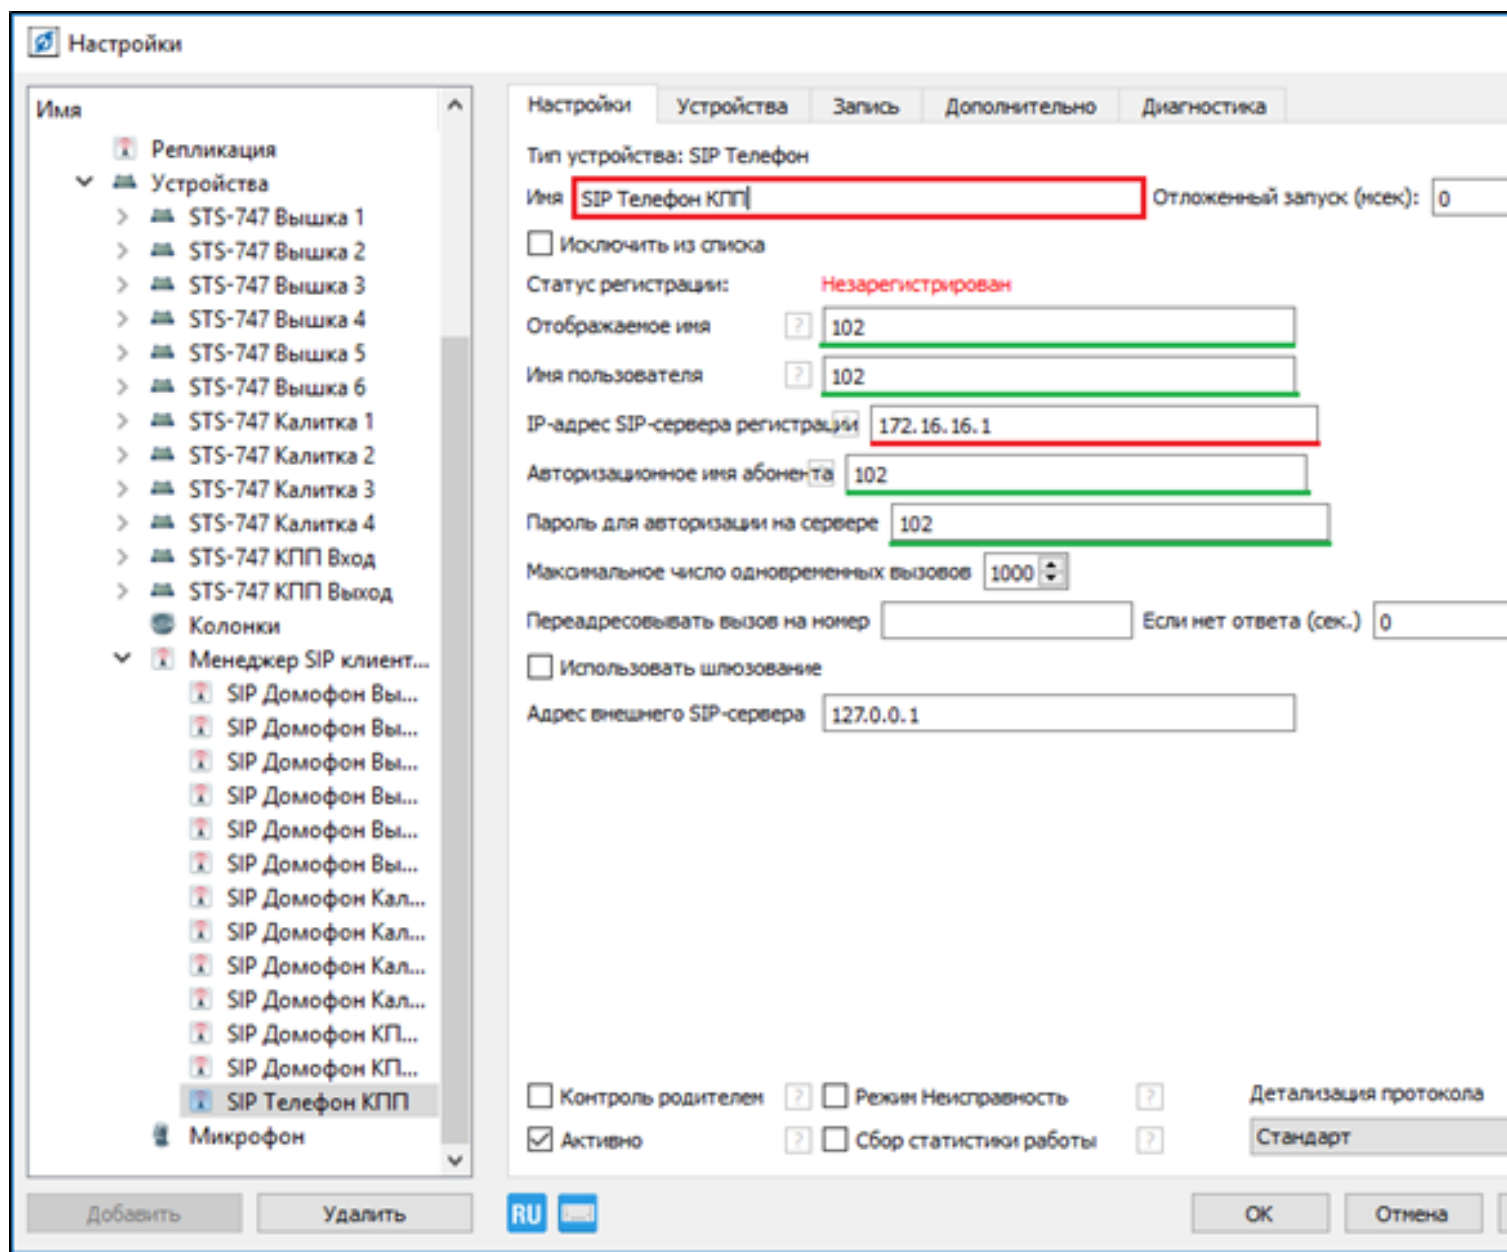 Настройки
Имя
Репликация
Устройства
STS-747 Вышка 1
STS-747 Вышка 2
STS-747 Вышка 3
STS-747 Вышка 4
STS-747 Вышка 5
STS-747 Вышка 6
STS-747 Калитка 1
STS-747 Калитка 2
STS-747 Калитка 3
STS-747 Калитка 4
STS-747 КПП Вход
STS-747 КПП Выход
Колонки
Менеджер SIP клиент...
SIP Домофон Вы...
SIP Домофон Вы...
SIP Домофон Вы...
SIP Домофон Вы...
SIP Домофон Вы...
SIP Домофон Вы...
SIP Домофон Кал...
SIP Домофон Кал...
SIP Домофон Кал...
SIP Домофон Кал...
SIP Домофон КП...
SIP Домофон КП...
SIP Телефон КПП
Микрофон
Добавить Удалить
Настройки Устройства Запись Дополнительно Диагностика
Тип устройства: SIP Телефон
Имя SIP Телефон КПП Отложенный запуск (мсек): 0
Исключить из списка
Статус регистрации: Незарегистрирован
Отображаемое имя ? 102
Имя пользователя ? 102
IP-адрес SIP-сервера регистрации 172.16.16.1
Авторизационное имя абонента 102
Пароль для авторизации на сервере 102
Максимальное число одновременных вызовов 1000
Переадресовывать вызов на номер Если нет ответа (сек.) 0
Использовать шлюзование
Адрес внешнего SIP-сервера 127.0.0.1
Контроль родителем ? Режим Неисправность ? Детализация протокола
Активно ? Сбор статистики работы ? Стандарт
RU OK Отмена